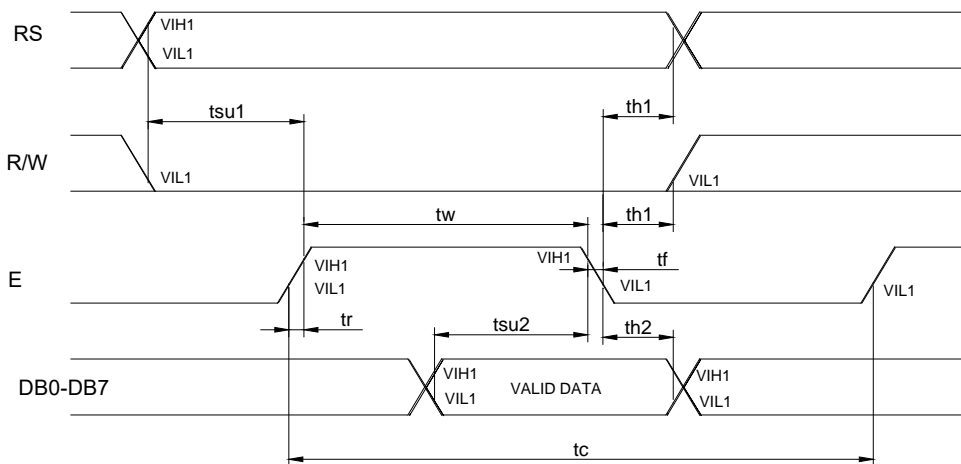 RS
VIH1
VIL1
tsu1
th1
R/W
VIL1
VIL1
tw
th1
E
VIH1
VIL1
VIH1
tf
VIL1
VIL1
tr
tsu2
th2
DB0-DB7
VIH1
VIL1
VALID DATA
VIH1
VIL1
tc